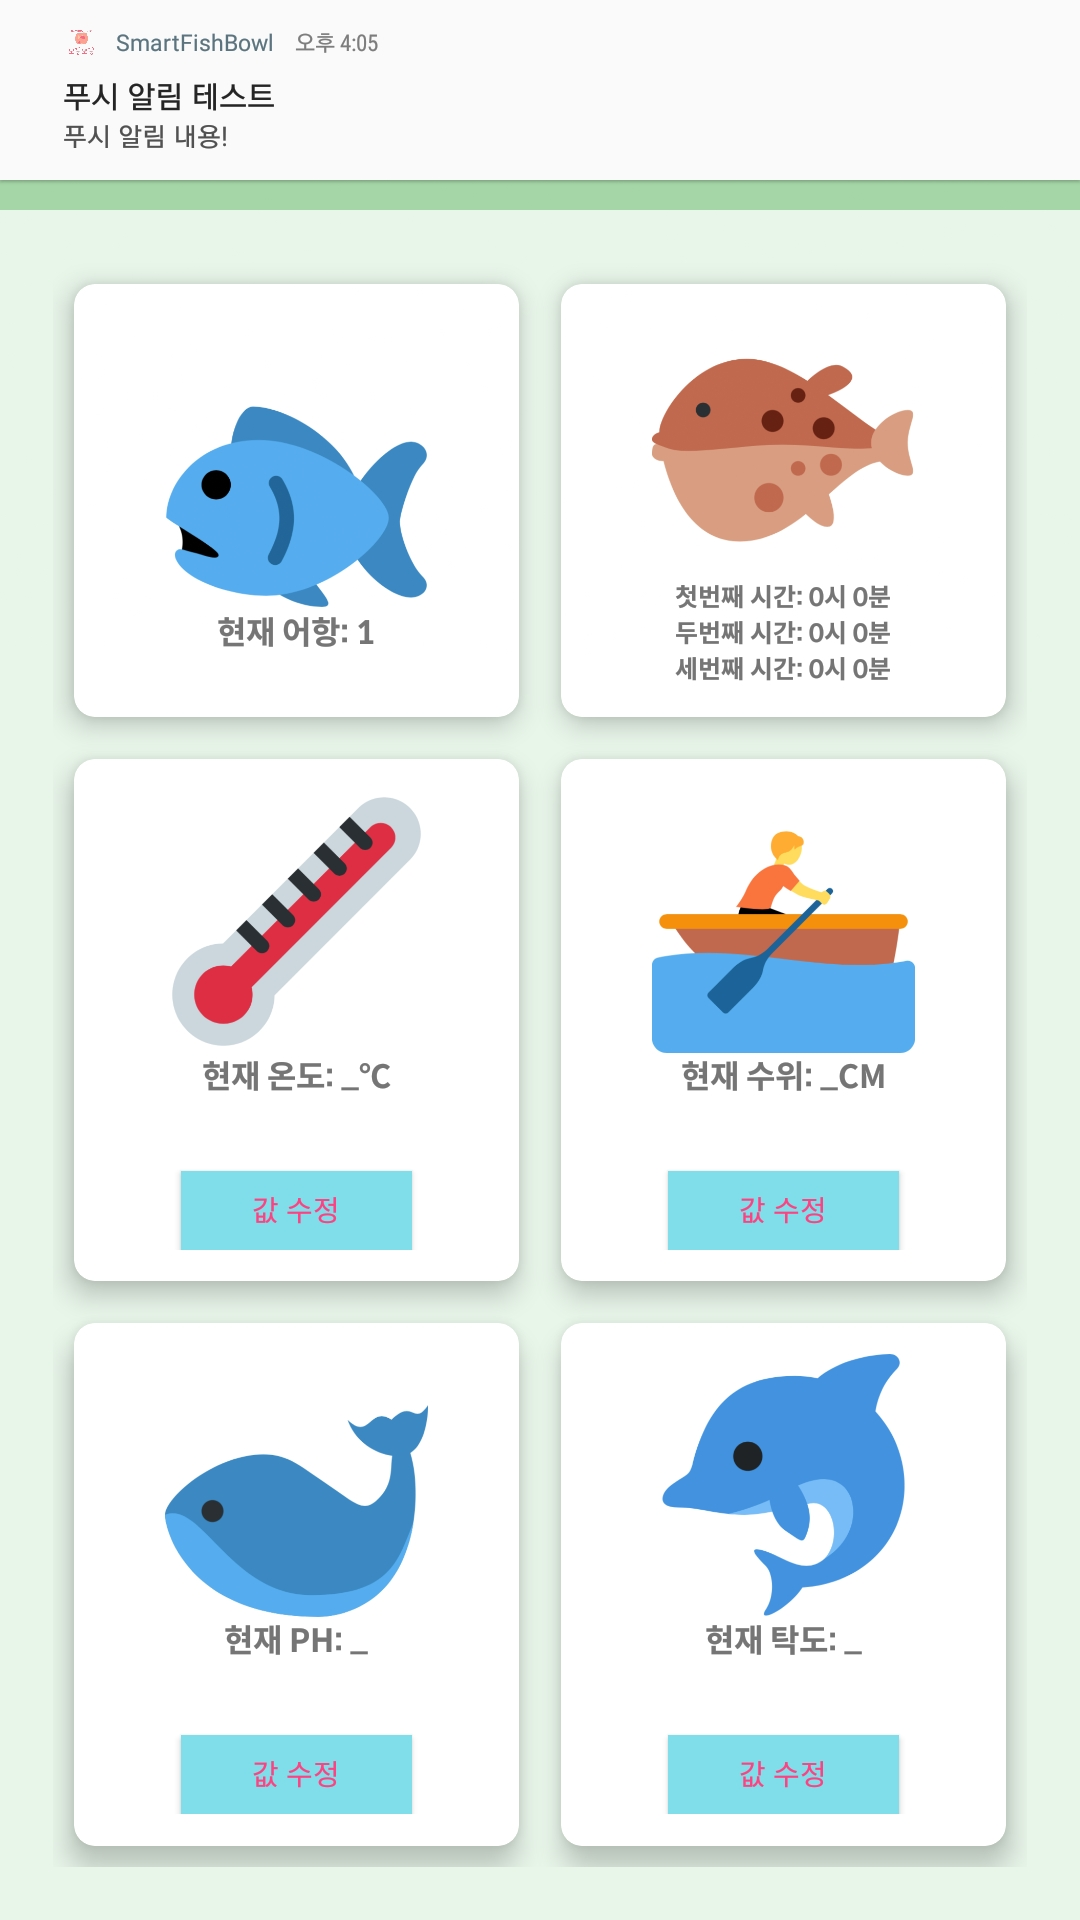 SmartFishBowl 오후 4:05
푸시 알림 테스트
푸시 알림 내용!
현재 어항: 1
첫번째 시간: 0시 0분
두번째 시간: 0시 0분
세번째 시간: 0시 0분
현재 온도: _℃
값 수정
현재 수위: _CM
값 수정
현재 PH: _
값 수정
현재 탁도: _
값 수정